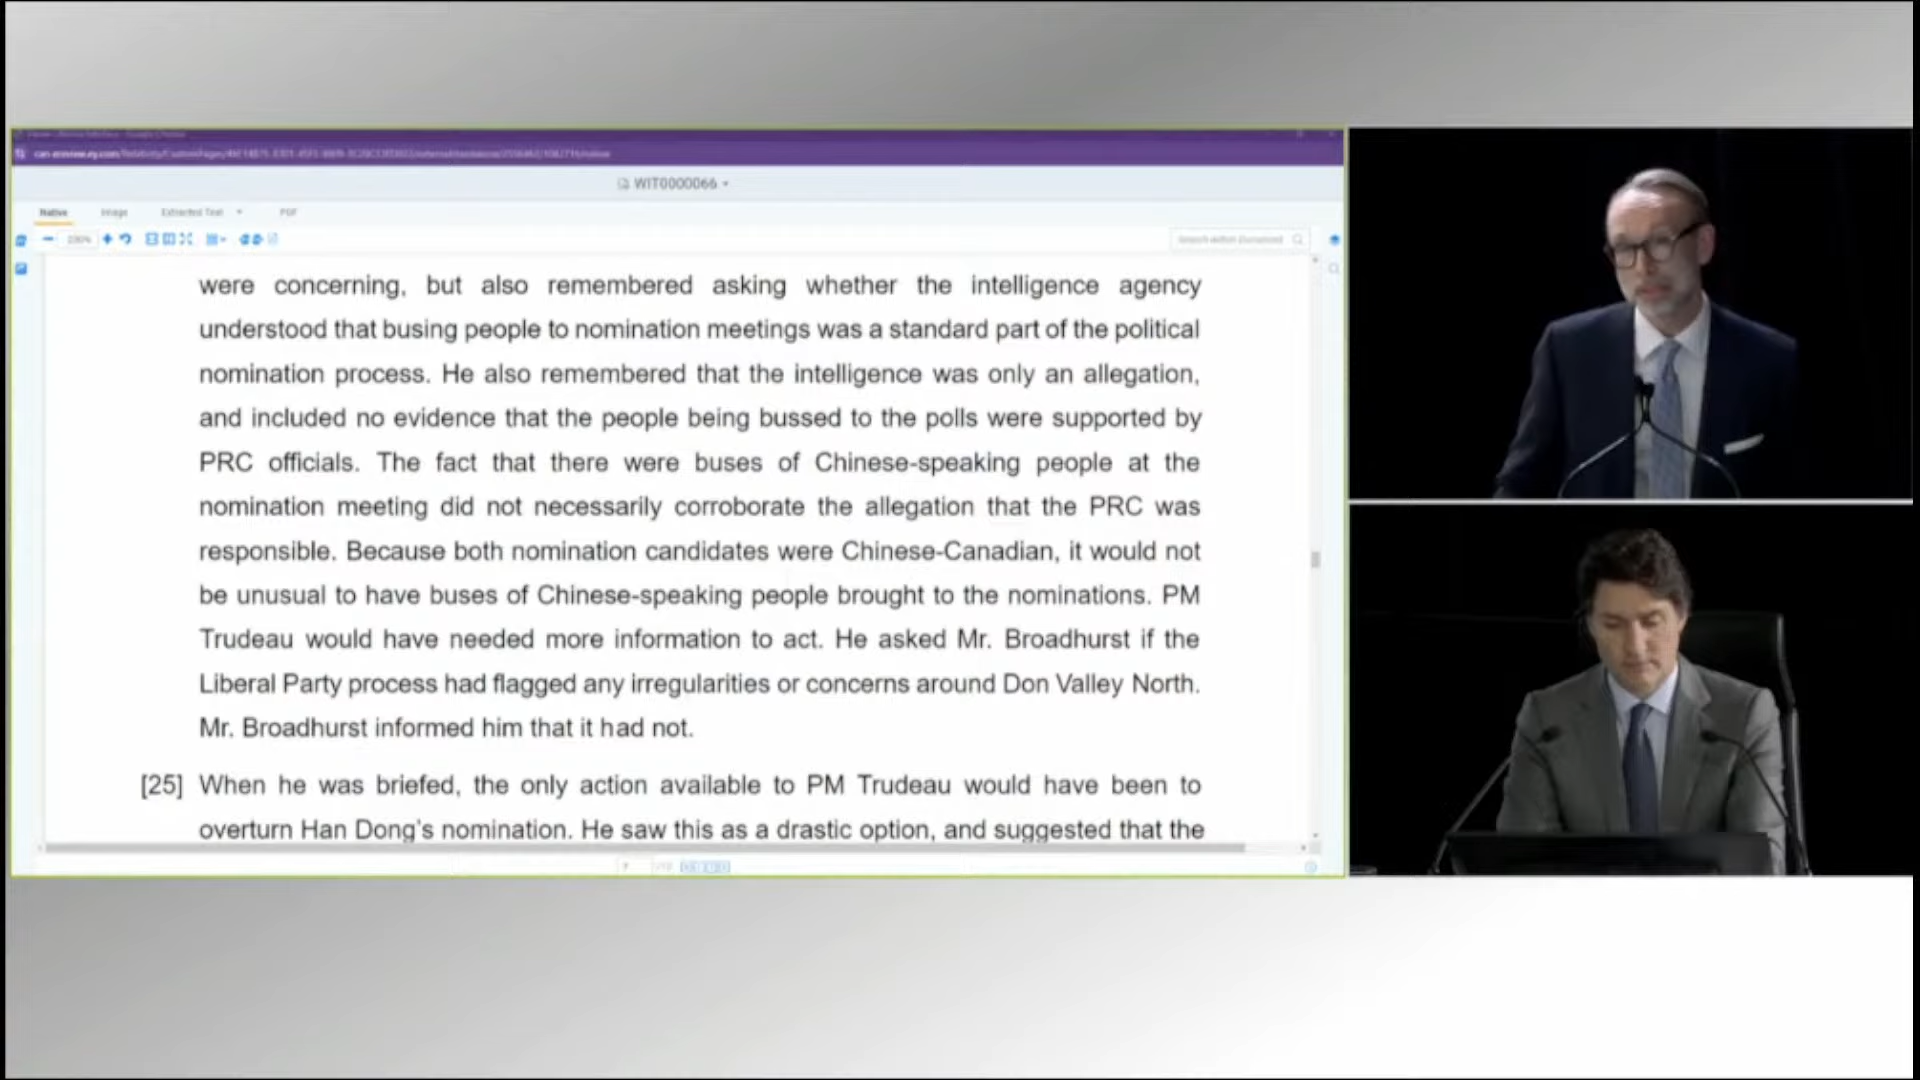 WIT0000066
Native Image Extracted Text PDF
were concerning, but also remembered asking whether the intelligence agency
understood that busing people to nomination meetings was a standard part of the political
nomination process. He also remembered that the intelligence was only an allegation,
and included no evidence that the people being bussed to the polls were supported by
PRC officials. The fact that there were buses of Chinese-speaking people at the
nomination meeting did not necessarily corroborate the allegation that the PRC was
responsible. Because both nomination candidates were Chinese-Canadian, it would not
be unusual to have buses of Chinese-speaking people brought to the nominations. PM
Trudeau would have needed more information to act. He asked Mr. Broadhurst if the
Liberal Party process had flagged any irregularities or concerns around Don Valley North.
Mr. Broadhurst informed him that it had not.
[25] When he was briefed, the only action available to PM Trudeau would have been to
overturn Han Dong's nomination. He saw this as a drastic option, and suggested that the